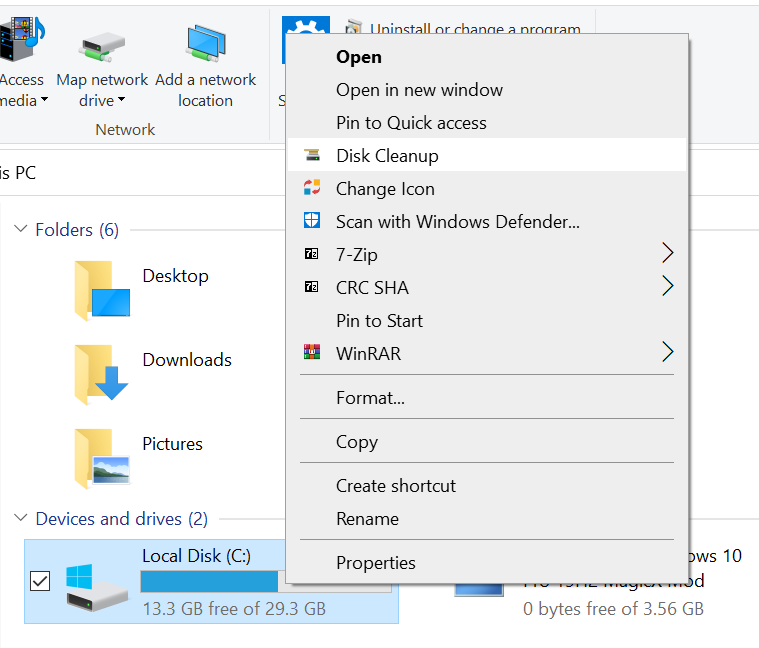 Access
media
Map network
drive
Add a network
location
Network
Uninstall or change a program
S
is PC
Folders (6)
Desktop
Downloads
Pictures
Devices and drives (2)
Local Disk (C:)
13.3 GB free of 29.3 GB
Open
Open in new window
Pin to Quick access
Disk Cleanup
Change Icon
Scan with Windows Defender...
7-Zip
CRC SHA
Pin to Start
WinRAR
Format...
Copy
Create shortcut
Rename
Properties
ows 10
Pro 19H2 MagicX Mod
0 bytes free of 3.56 GB